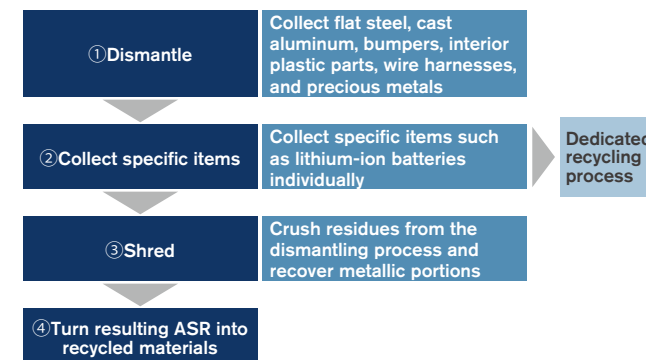 ①Dismantle
Collect flat steel, cast
aluminum, bumpers, interior
plastic parts, wire harnesses,
and precious metals
②Collect specific items
Collect specific items such
as lithium-ion batteries
individually
Dedicated
recycling
process
③Shred
Crush residues from the
dismantling process and
recover metallic portions
④Turn resulting ASR into
recycled materials